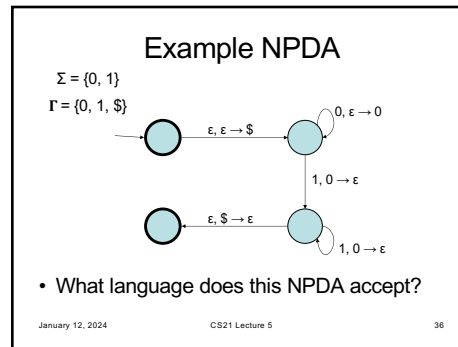 Example NPDA
Σ = {0, 1}
Γ = {0, 1, $}
ε, ε → $
0, ε → 0
1, 0 → ε
ε, $ → ε
1, 0 → ε
• What language does this NPDA accept?
January 12, 2024 CS21 Lecture 5 36